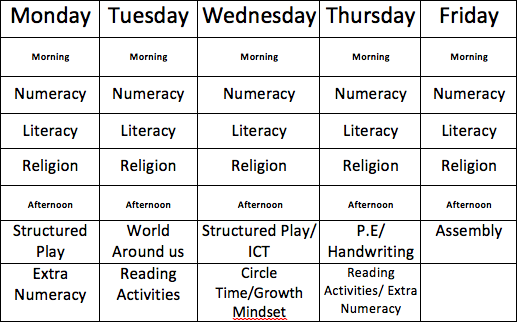 Monday Tuesday Wednesday Thursday Friday
Morning Morning Morning Morning Morning
Numeracy Numeracy Numeracy Numeracy Numeracy
Literacy Literacy Literacy Literacy Literacy
Religion Religion Religion Religion Religion
Afternoon Afternoon Afternoon Afternoon Afternoon
Structured World Structured Play/ P.E/ Assembly
Play Around us ICT Handwriting
Extra Reading Circle Reading
Numeracy Activities Time/Growth Activities/ Extra
Mindset Numeracy